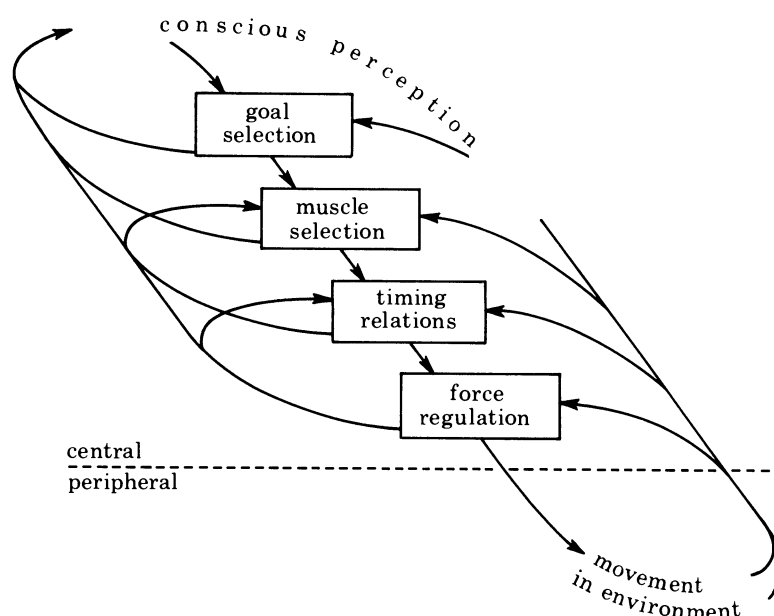 conscious perception
goal
selection
muscle
selection
timing
relations
force
regulation
central
peripheral
movement
in environment